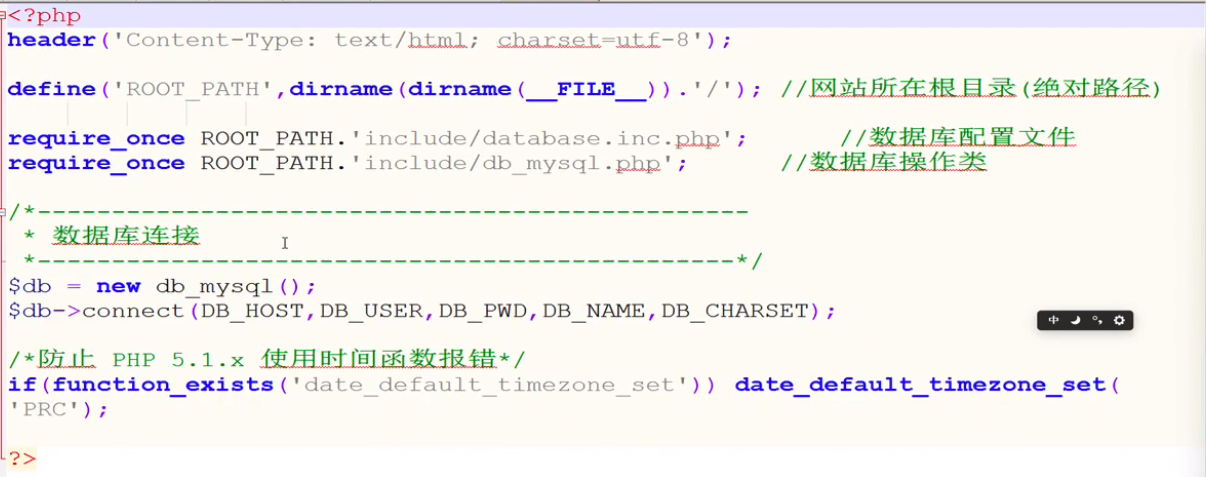 <?php
header('Content-Type: text/html; charset=utf-8');
define('ROOT_PATH',dirname(dirname(__FILE__)).'/'); //网站所在根目录(绝对路径)
require_once ROOT_PATH.'include/database.inc.php'; //数据库配置文件
require_once ROOT_PATH.'include/db_mysql.php'; //数据库操作类
/*------------------------------------------------
* 数据库连接
*-----------------------------------------------*/
$db = new db_mysql();
$db->connect(DB_HOST,DB_USER,DB_PWD,DB_NAME,DB_CHARSET);
/*防止 PHP 5.1.x 使用时间函数报错*/
if(function_exists('date_default_timezone_set')) date_default_timezone_set(
'PRC');
?>
中